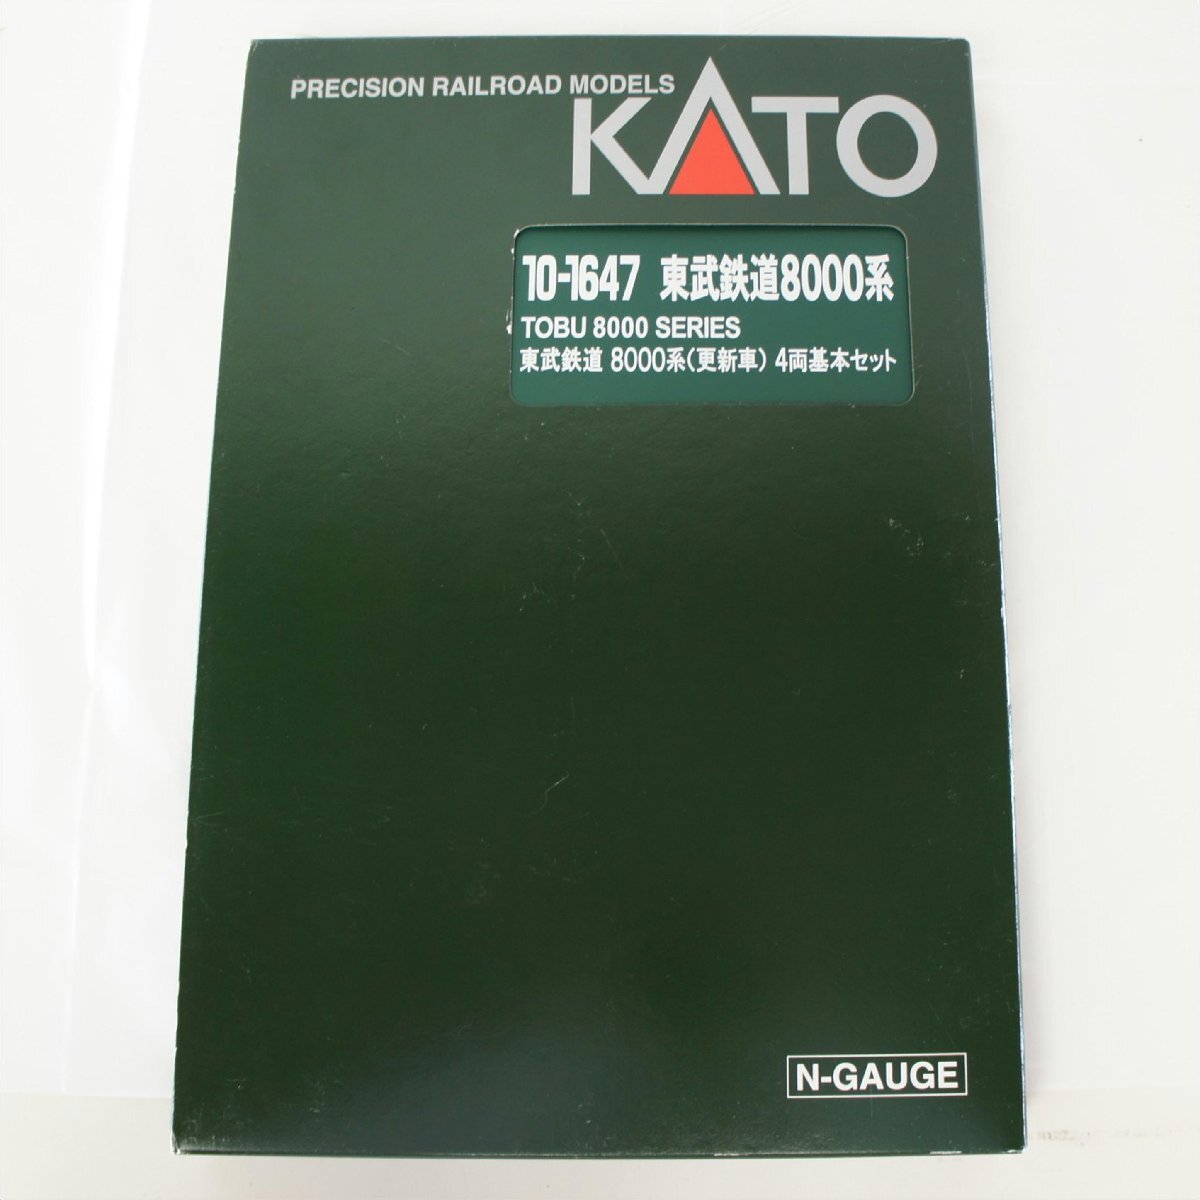 PRECISION RAILROAD MODELS
KATO
10-1647 東武鉄道8000系
TOBU 8000 SERIES
東武鉄道 8000系(更新車) 4両基本セット
N-GAUGE